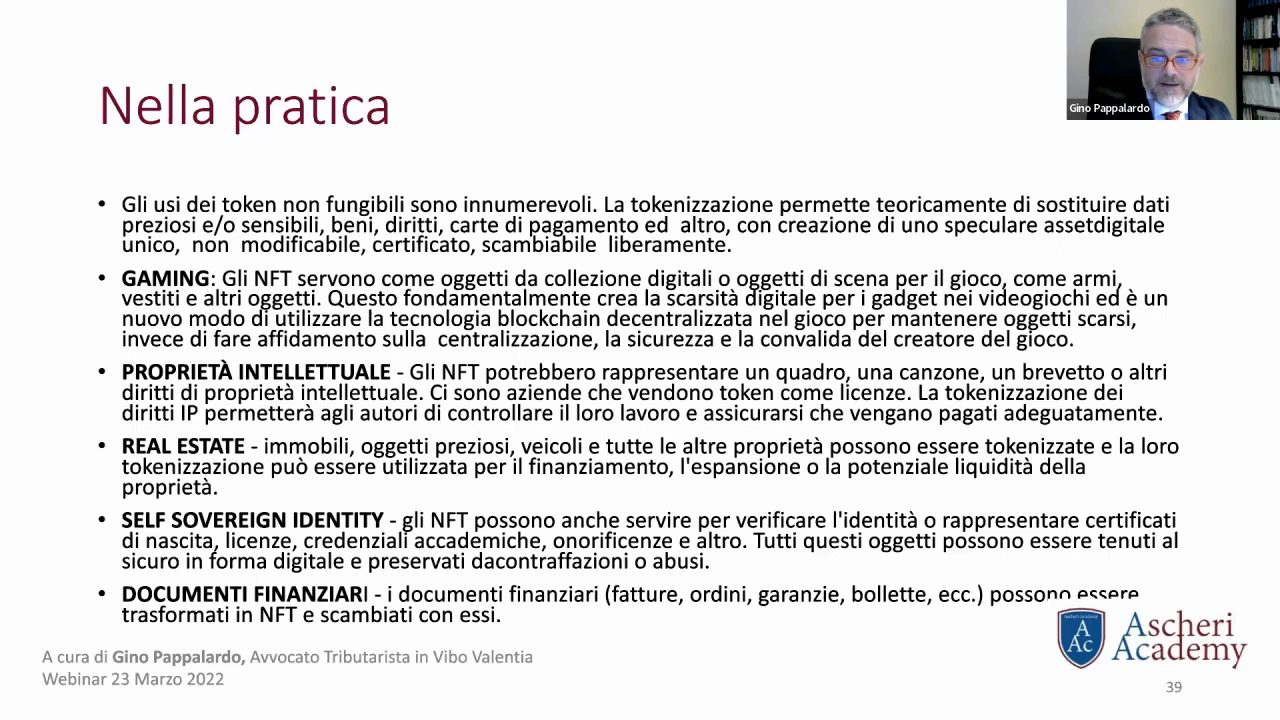 Gino Pappalardo
Nella pratica
• Gli usi dei token non fungibili sono innumerevoli. La tokenizzazione permette teoricamente di sostituire dati
preziosi e/o sensibili, beni, diritti, carte di pagamento ed altro, con creazione di uno speculare assetdigitale
unico, non modificabile, certificato, scambiabile liberamente.
• GAMING: Gli NFT servono come oggetti da collezione digitali o oggetti di scena per il gioco, come armi,
vestiti e altri oggetti. Questo fondamentalmente crea la scarsità digitale per i gadget nei videogiochi ed è un
nuovo modo di utilizzare la tecnologia blockchain decentralizzata nel gioco per mantenere oggetti scarsi,
invece di fare affidamento sulla centralizzazione, la sicurezza e la convalida del creatore del gioco.
• PROPRIETÀ INTELLETTUALE - Gli NFT potrebbero rappresentare un quadro, una canzone, un brevetto o altri
diritti di proprietà intellettuale. Ci sono aziende che vendono token come licenze. La tokenizzazione dei
diritti IP permetterà agli autori di controllare il loro lavoro e assicurarsi che vengano pagati adeguatamente.
• REAL ESTATE - immobili, oggetti preziosi, veicoli e tutte le altre proprietà possono essere tokenizzate e la loro
tokenizzazione può essere utilizzata per il finanziamento, l'espansione o la potenziale liquidità della
proprietà.
• SELF SOVEREIGN IDENTITY - gli NFT possono anche servire per verificare l'identità o rappresentare certificati
di nascita, licenze, credenziali accademiche, onorificenze e altro. Tutti questi oggetti possono essere tenuti al
sicuro in forma digitale e preservati dacontraffazioni o abusi.
• DOCUMENTI FINANZIARI - i documenti finanziari (fatture, ordini, garanzie, bollette, ecc.) possono essere
trasformati in NFT e scambiati con essi.
A cura di Gino Pappalardo, Avvocato Tributarista in Vibo Valentia
Webinar 23 Marzo 2022
A
Ac
Ascheri
Academy
39